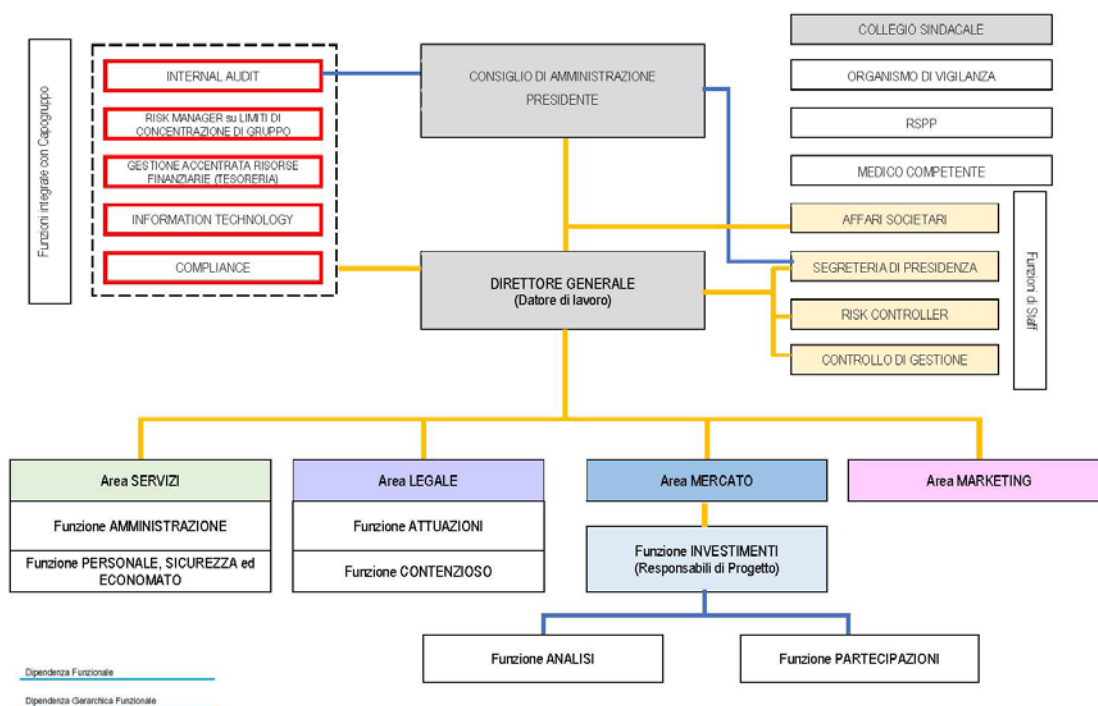 Funzioni integrate con Capogruppo
INTERNAL AUDIT
RISK MANAGER su LIMITI DI
CONCENTRAZIONE DI GRUPPO
GESTIONE ACCENTRATA RISORSE
FINANZIARIE (TESORERIA)
INFORMATION TECHNOLOGY
COMPLIANCE
CONSIGLIO DI AMMINISTRAZIONE
PRESIDENTE
DIRETTORE GENERALE
(Datore di lavoro)
COLLEGIO SINDACALE
ORGANISMO DI VIGILANZA
RSPP
MEDICO COMPETENTE
AFFARI SOCIETARI
SEGRETERIA DI PRESIDENZA
RISK CONTROLLER
CONTROLLO DI GESTIONE
Funzioni di Staff
Area SERVIZI
Funzione AMMINISTRAZIONE
Funzione PERSONALE, SICUREZZA ed
ECONOMATO
Area LEGALE
Funzione ATTUAZIONI
Funzione CONTENZIOSO
Area MERCATO
Funzione INVESTIMENTI
(Responsabili di Progetto)
Area MARKETING
Funzione ANALISI
Funzione PARTECIPAZIONI
Dipendenza Funzionale
Dipendenza Gerarchica Funzionale